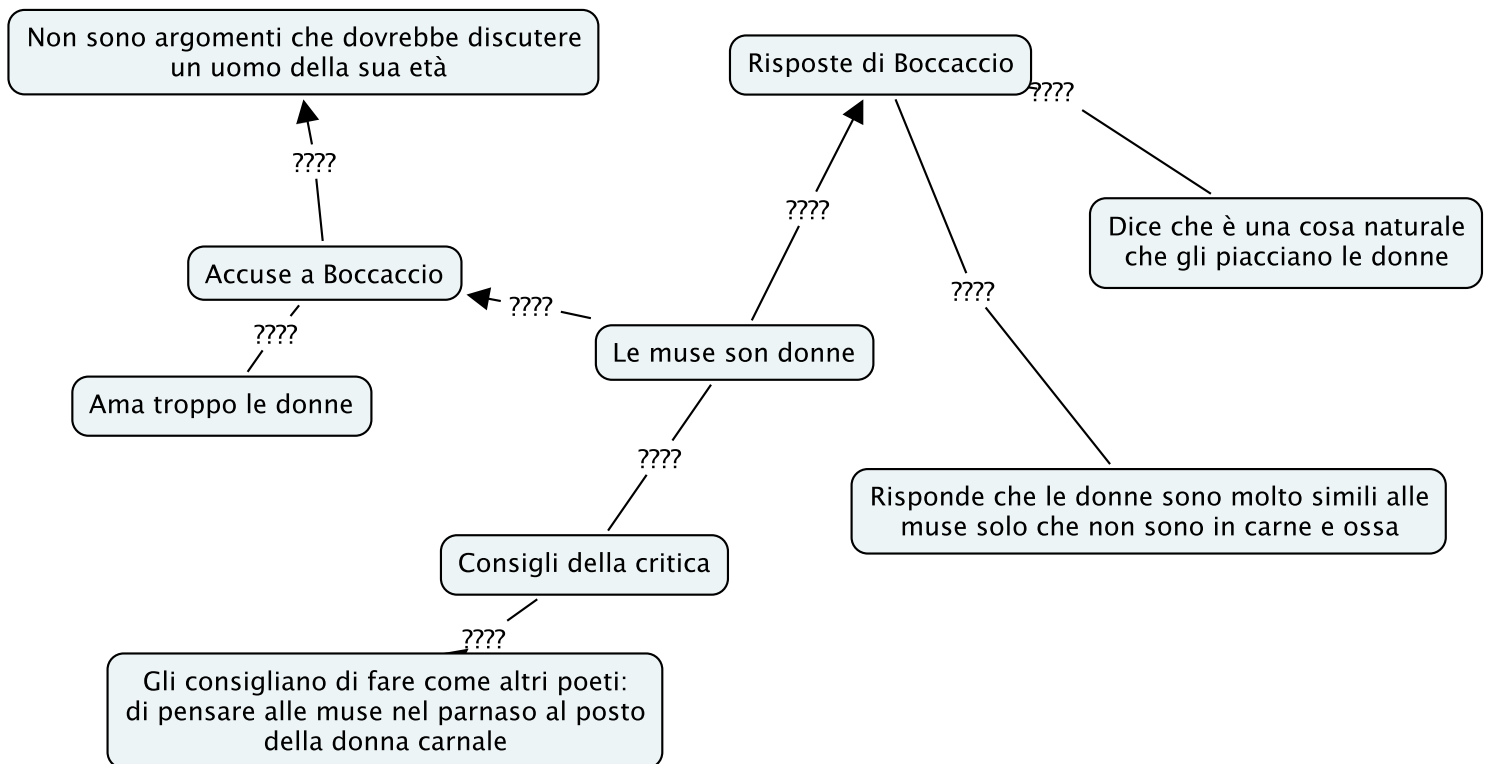 Non sono argomenti che dovrebbe discutere
un uomo della sua età
Risposte di Boccaccio
????
????
????
Dice che è una cosa naturale
che gli piacciano le donne
Accuse a Boccaccio
????
????
????
Le muse son donne
Ama troppo le donne
????
Risponde che le donne sono molto simili alle
muse solo che non sono in carne e ossa
Consigli della critica
????
Gli consigliano di fare come altri poeti:
di pensare alle muse nel parnaso al posto
della donna carnale